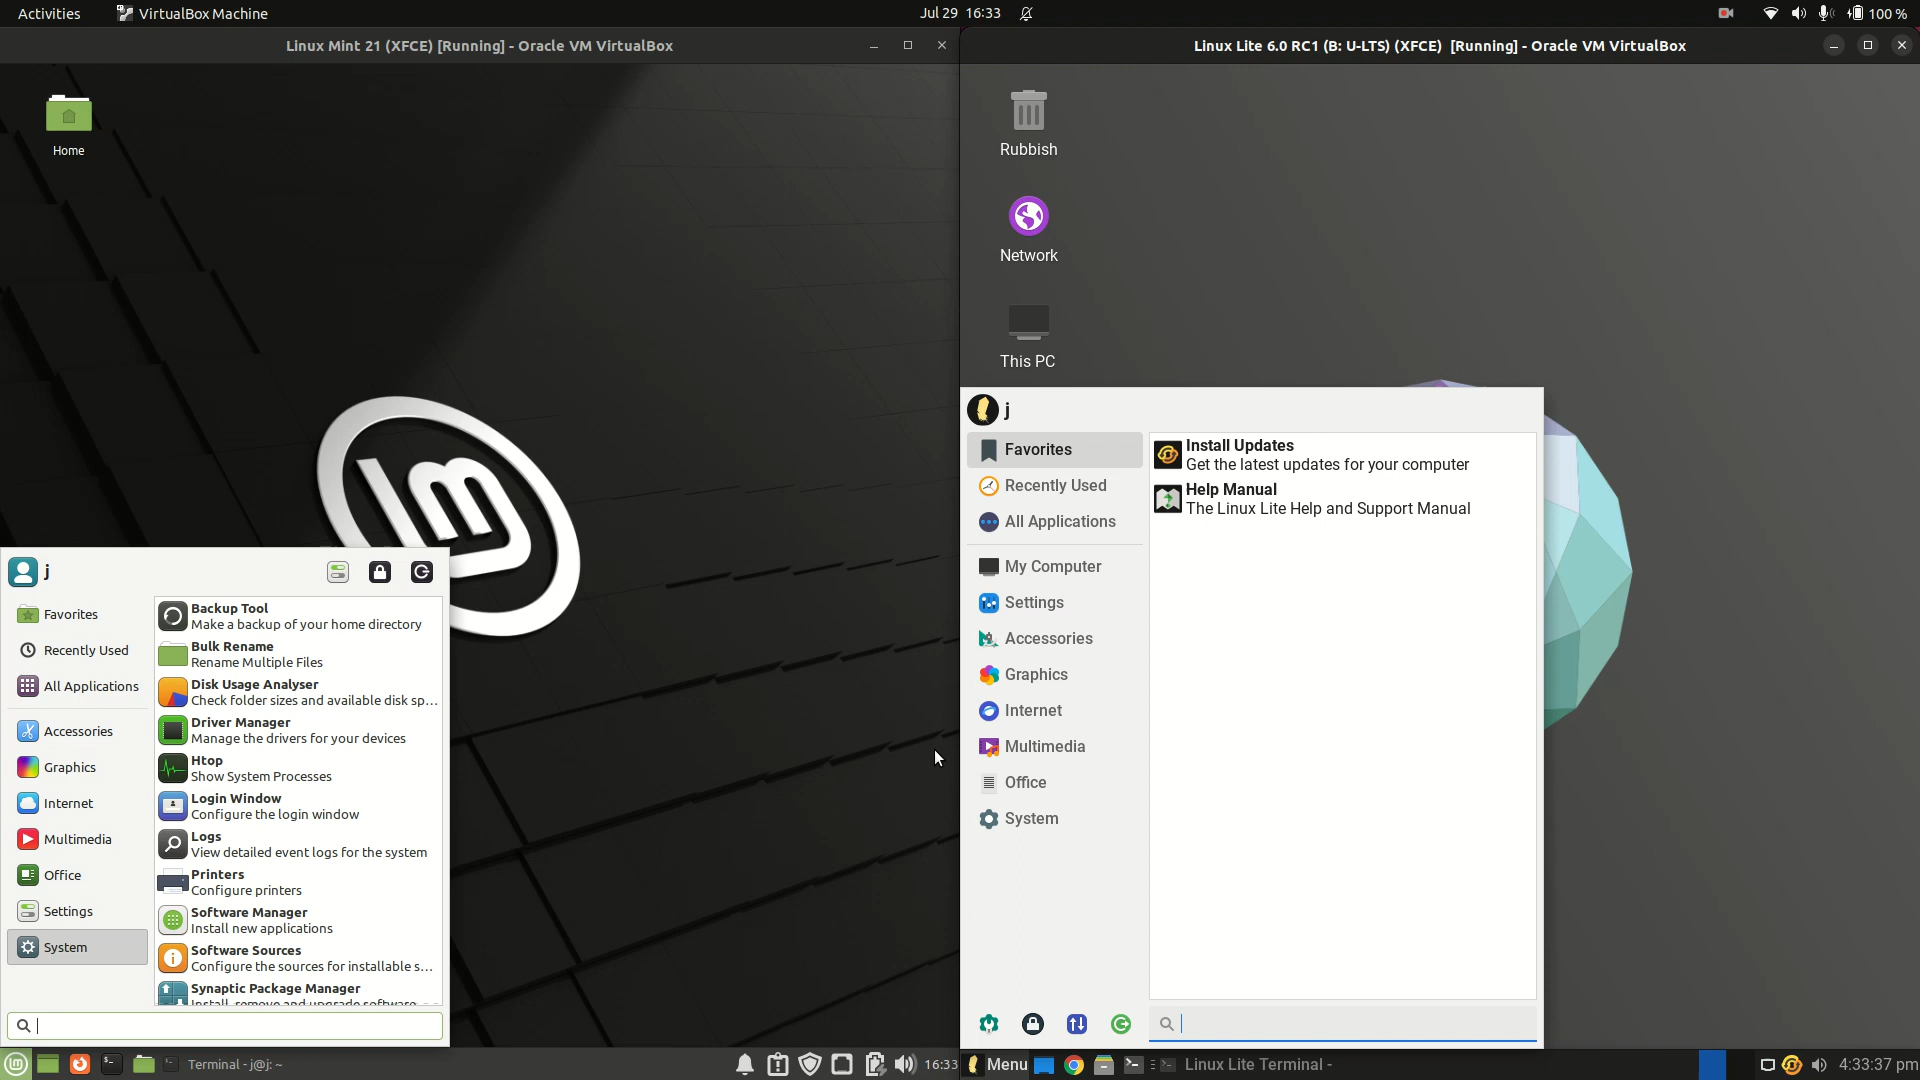 Activities
VirtualBox Machine
Jul 29 16:33
100 %
Linux Mint 21 (XFCE) [Running] - Oracle VM VirtualBox
Home
j
Favorites
Recently Used
All Applications
Accessories
Graphics
Internet
Multimedia
Office
Settings
System
Backup Tool
Make a backup of your home directory
Bulk Rename
Rename Multiple Files
Disk Usage Analyser
Check folder sizes and available disk sp...
Driver Manager
Manage the drivers for your devices
Htop
Show System Processes
Login Window
Configure the login window
Logs
View detailed event logs for the system
Printers
Configure printers
Software Manager
Install new applications
Software Sources
Configure the sources for installable s...
Synaptic Package Manager
Install, remove and upgrade software
Terminal - j@j: ~
16:33
Linux Lite 6.0 RC1 (B: U-LTS) (XFCE) [Running] - Oracle VM VirtualBox
Rubbish
Network
This PC
j
Favorites
Recently Used
All Applications
My Computer
Settings
Accessories
Graphics
Internet
Multimedia
Office
System
Install Updates
Get the latest updates for your computer
Help Manual
The Linux Lite Help and Support Manual
Menu
Linux Lite Terminal -
4:33:37 pm